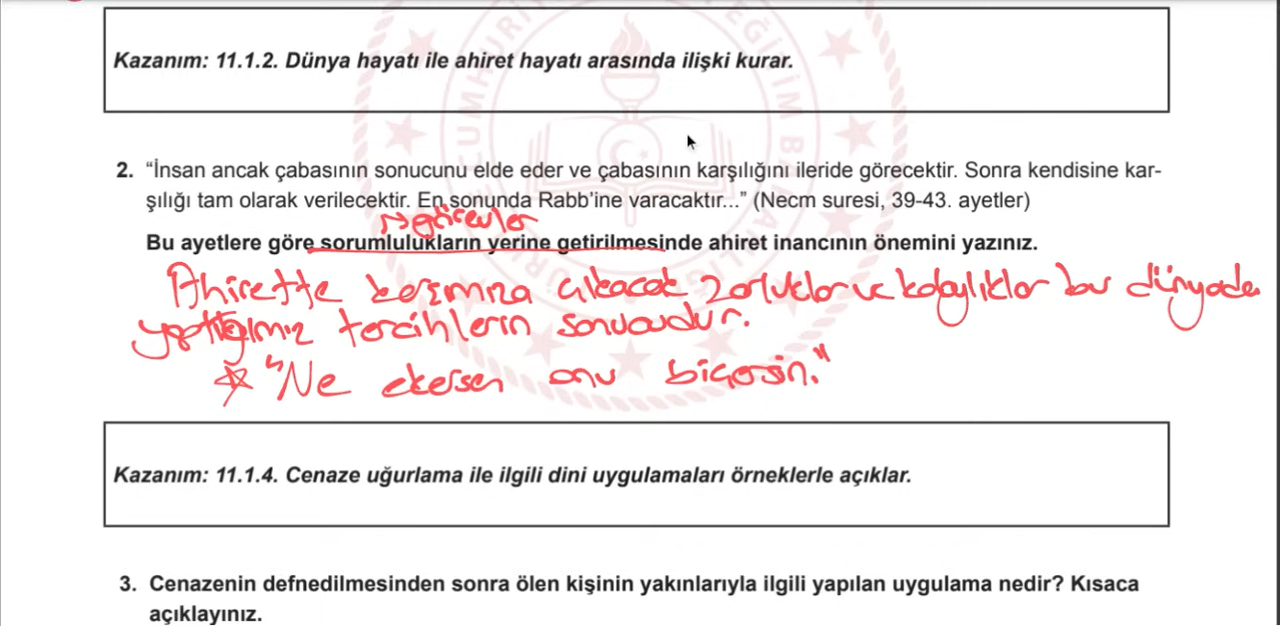 Kazanım: 11.1.2. Dünya hayatı ile ahiret hayatı arasında ilişki kurar.
2. “İnsan ancak çabasının sonucunu elde eder ve çabasının karşılığını ileride görecektir. Sonra kendisine kar-
şılığı tam olarak verilecektir. En sonunda Rabb’ine varacaktır...” (Necm suresi, 39-43. ayetler)
görevler
Bu ayetlere göre sorumlulukların yerine getirilmesinde ahiret inancının önemini yazınız.
Ahirette karşımıza çıkacak zorluklar ve kolaylıklar bu dünyada
yaptığımız tercihlerin sonucudur.
"Ne ekersen onu biçersin."
Kazanım: 11.1.4. Cenaze uğurlama ile ilgili dini uygulamaları örneklerle açıklar.
3. Cenazenin defnedilmesinden sonra ölen kişinin yakınlarıyla ilgili yapılan uygulama nedir? Kısaca
açıklayınız.